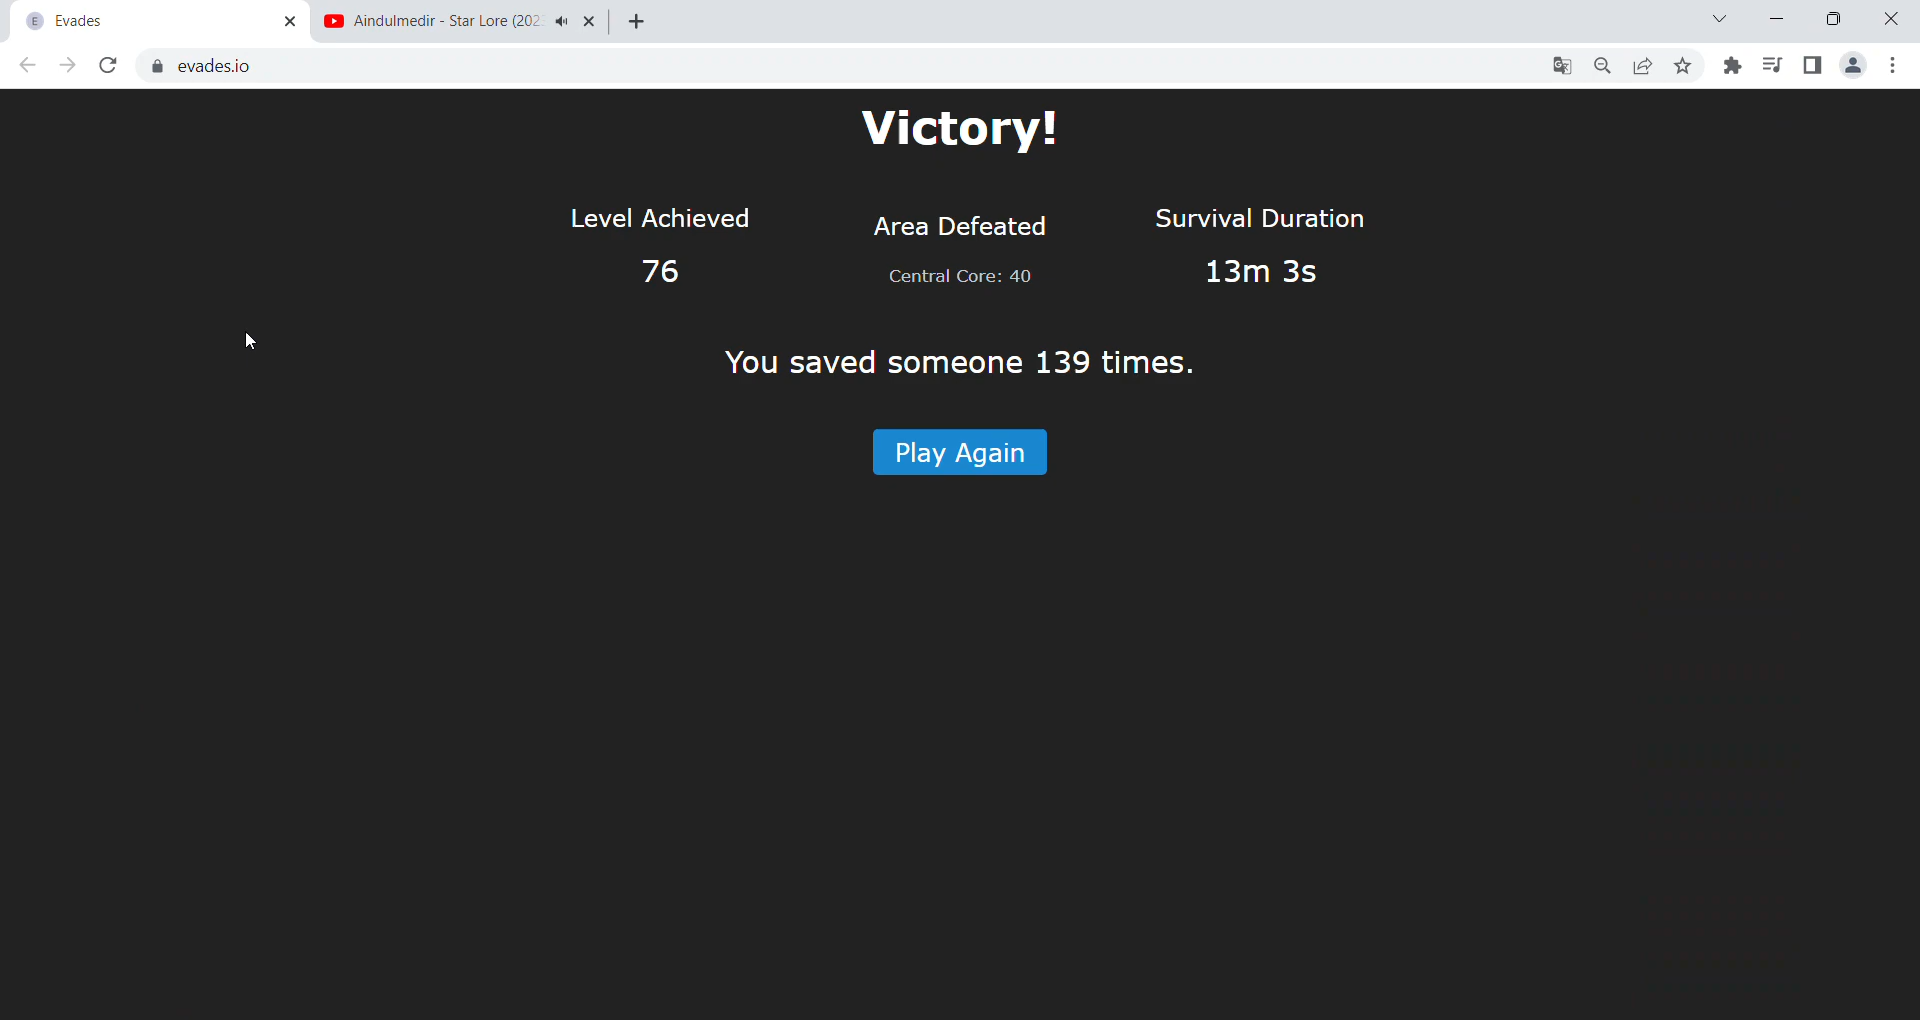 E Evades
Aindulmedir - Star Lore (202
evades.io
Victory!
Level Achieved
76
Area Defeated
Central Core: 40
Survival Duration
13m 3s
You saved someone 139 times.
Play Again